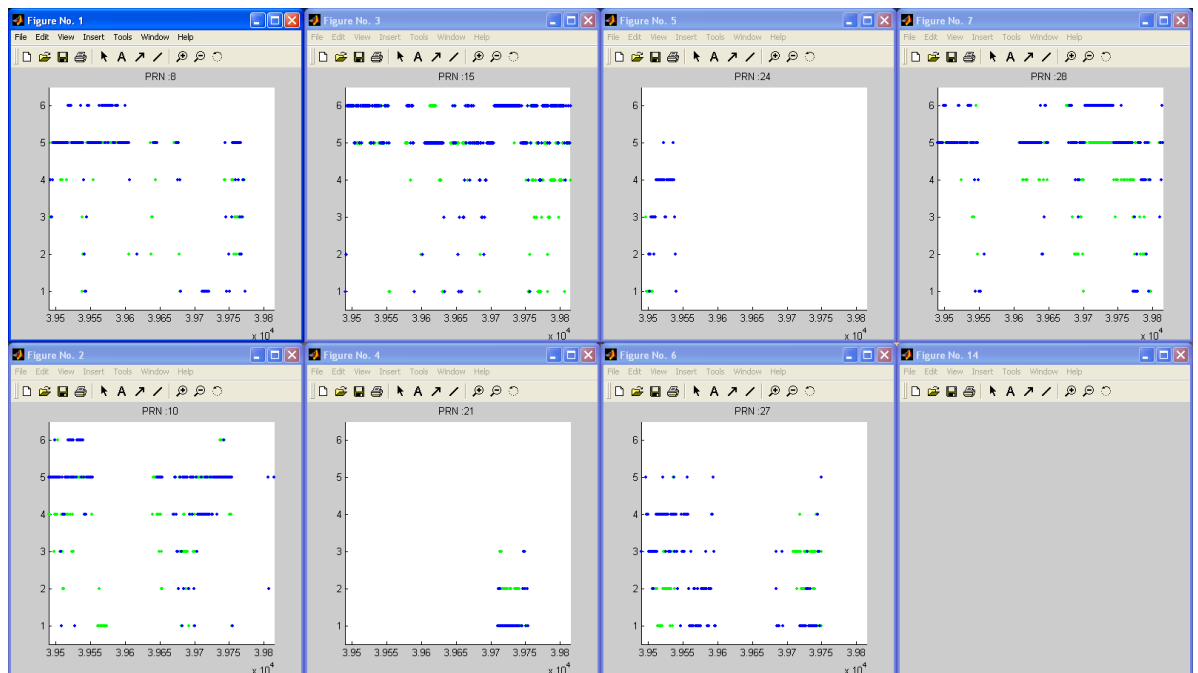 Figure No. 1
File Edit View Insert Tools Window Help
PRN :8
6
5
4
3
2
1
3.95 3.955 3.96 3.965 3.97 3.975 3.98
x 10^4
Figure No. 3
File Edit View Insert Tools Window Help
PRN :15
6
5
4
3
2
1
3.95 3.955 3.96 3.965 3.97 3.975 3.98
x 10^4
Figure No. 5
File Edit View Insert Tools Window Help
PRN :24
6
5
4
3
2
1
3.95 3.955 3.96 3.965 3.97 3.975 3.98
x 10^4
Figure No. 7
File Edit View Insert Tools Window Help
PRN :28
6
5
4
3
2
1
3.95 3.955 3.96 3.965 3.97 3.975 3.98
x 10^4
Figure No. 2
File Edit View Insert Tools Window Help
PRN :10
6
5
4
3
2
1
3.95 3.955 3.96 3.965 3.97 3.975 3.98
x 10^4
Figure No. 4
File Edit View Insert Tools Window Help
PRN :21
6
5
4
3
2
1
3.95 3.955 3.96 3.965 3.97 3.975 3.98
x 10^4
Figure No. 6
File Edit View Insert Tools Window Help
PRN :27
6
5
4
3
2
1
3.95 3.955 3.96 3.965 3.97 3.975 3.98
x 10^4
Figure No. 14
File Edit View Insert Tools Window Help